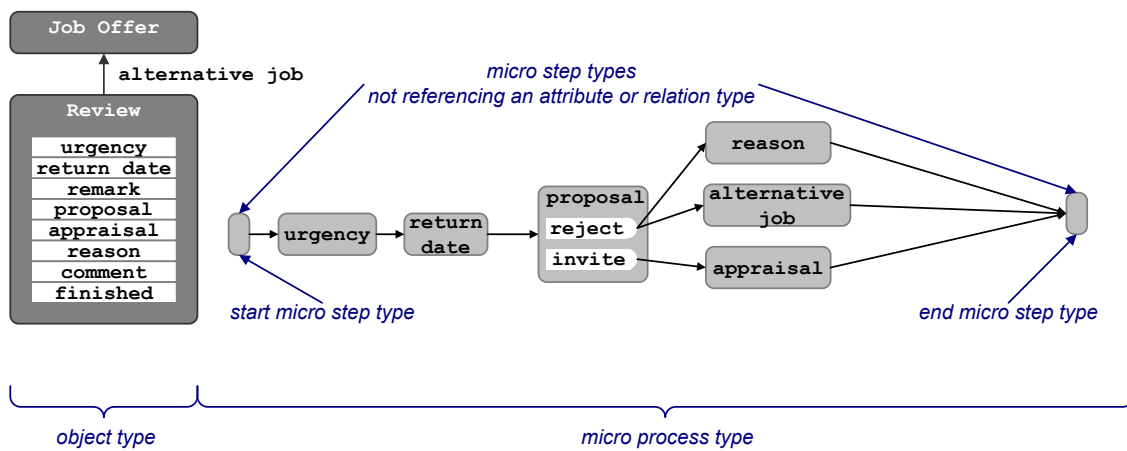 Job Offer
alternative job
Review
urgency
return date
remark
proposal
appraisal
reason
comment
finished
micro step types
not referencing an attribute or relation type
urgency
return
date
proposal
reject
invite
reason
alternative
job
appraisal
start micro step type
end micro step type
object type
micro process type